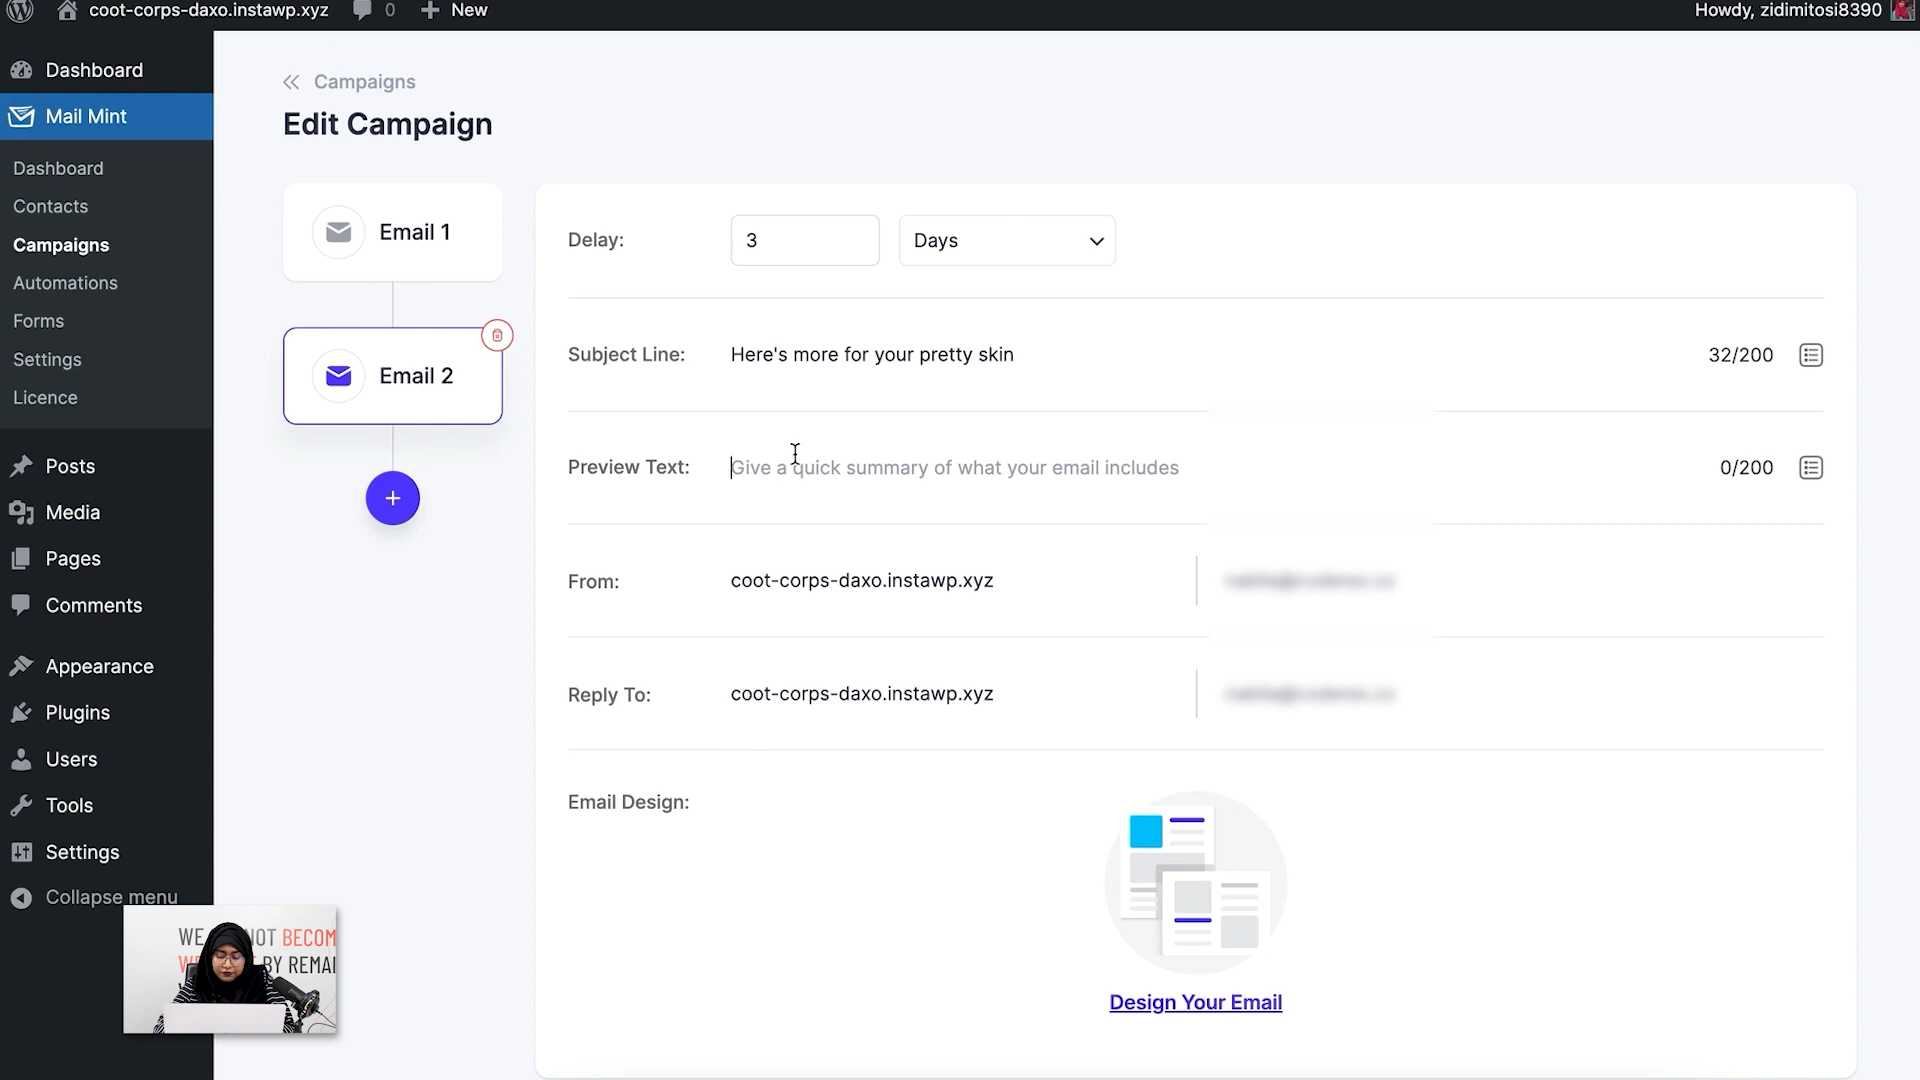 coot-corps-daxo.instawp.xyz
0
New
Howdy, zidimitosi8390
Dashboard
Mail Mint
Dashboard
Contacts
Campaigns
Automations
Forms
Settings
Licence
Posts
Media
Pages
Comments
Appearance
Plugins
Users
Tools
Settings
Collapse menu
Campaigns
Edit Campaign
Email 1
Email 2
+
Delay:
3
Days
Subject Line:
Here's more for your pretty skin
32/200
Preview Text:
Give a quick summary of what your email includes
0/200
From:
coot-corps-daxo.instawp.xyz
Reply To:
coot-corps-daxo.instawp.xyz
Email Design:
Design Your Email
WE NOT BECOM
BY REMAI